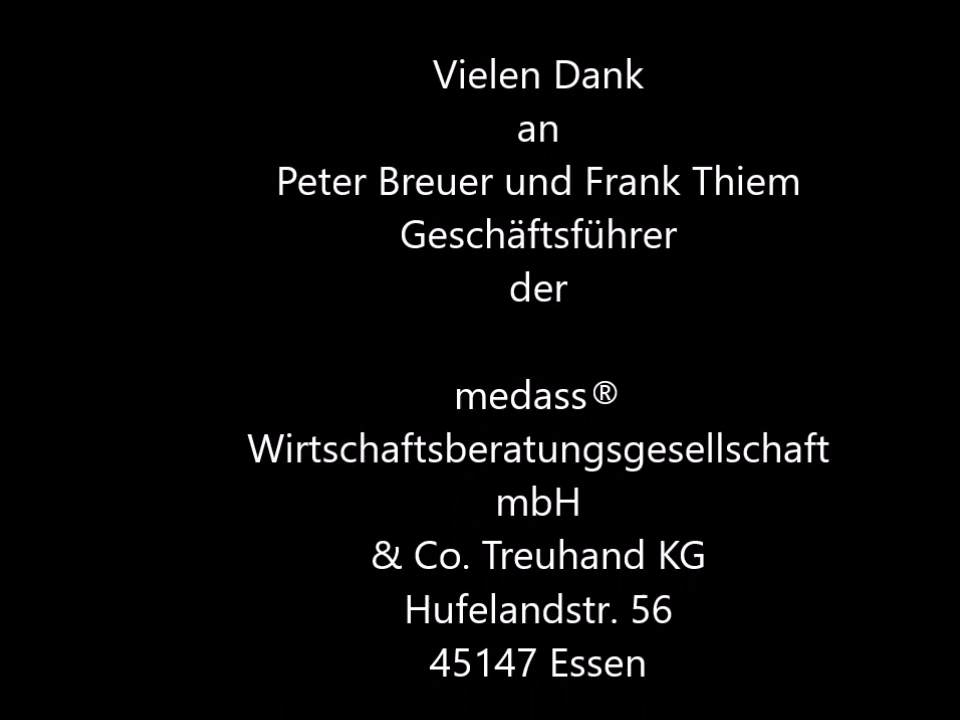 Vielen Dank
an
Peter Breuer und Frank Thiem
Geschäftsführer
der
medass®
Wirtschaftsberatungsgesellschaft
mbH
& Co. Treuhand KG
Hufelandstr. 56
45147 Essen